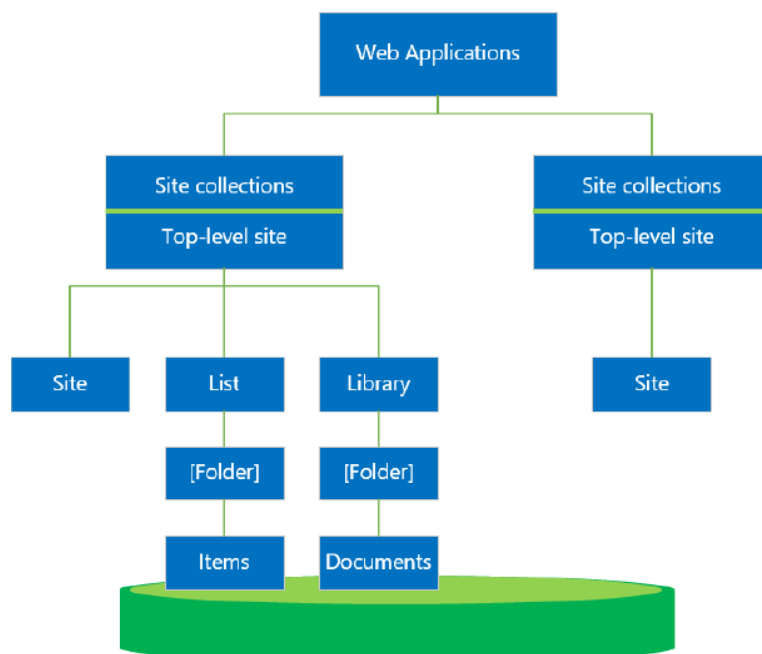 Web Applications
Site collections
Site collections
Top-level site
Top-level site
Site
List
Library
Site
[Folder]
[Folder]
Items
Documents